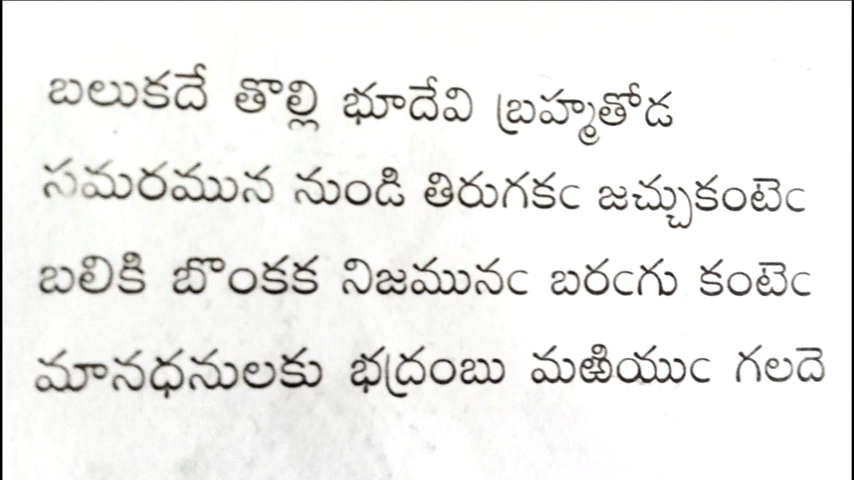 బలుకదే తొల్లి భూదేవి బ్రహ్మతోడ
సమరమున నుండి తిరుగకఁ జచ్చుకంటెఁ
బలికి బొంకక నిజమునఁ బరఁగు కంటెఁ
మానధనులకు భద్రంబు మఱియుఁ గలదె